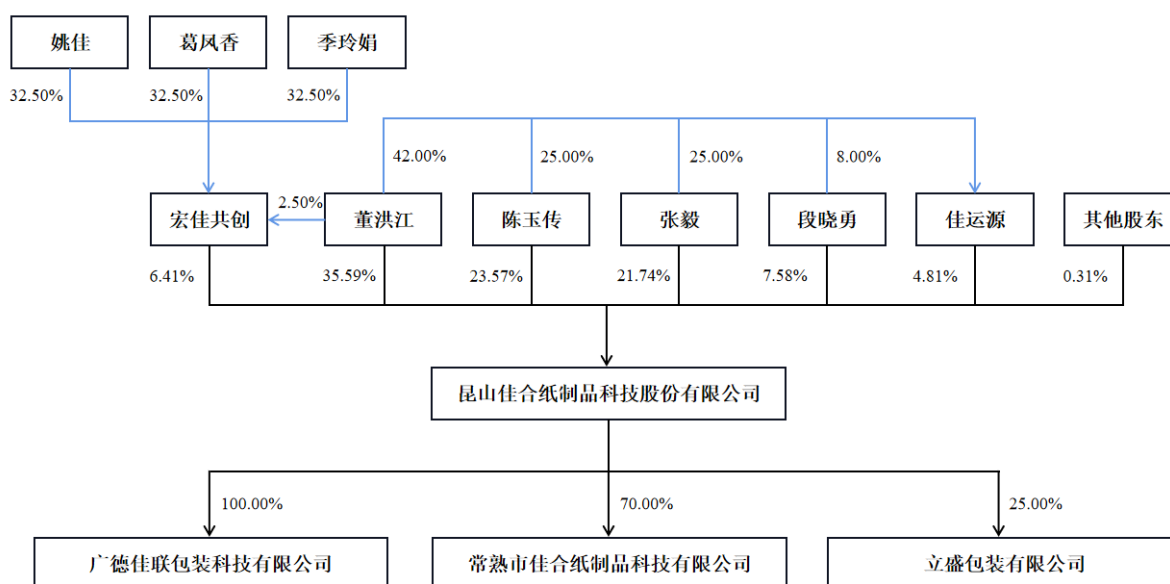 姚佳
葛凤香
季玲娟
32.50%
32.50%
32.50%
42.00%
25.00%
25.00%
8.00%
宏佳共创
2.50%
董洪江
陈玉传
张毅
段晓勇
佳运源
其他股东
6.41%
35.59%
23.57%
21.74%
7.58%
4.81%
0.31%
昆山佳合纸制品科技股份有限公司
100.00%
70.00%
25.00%
广德佳联包装科技有限公司
常熟市佳合纸制品科技有限公司
立盛包装有限公司